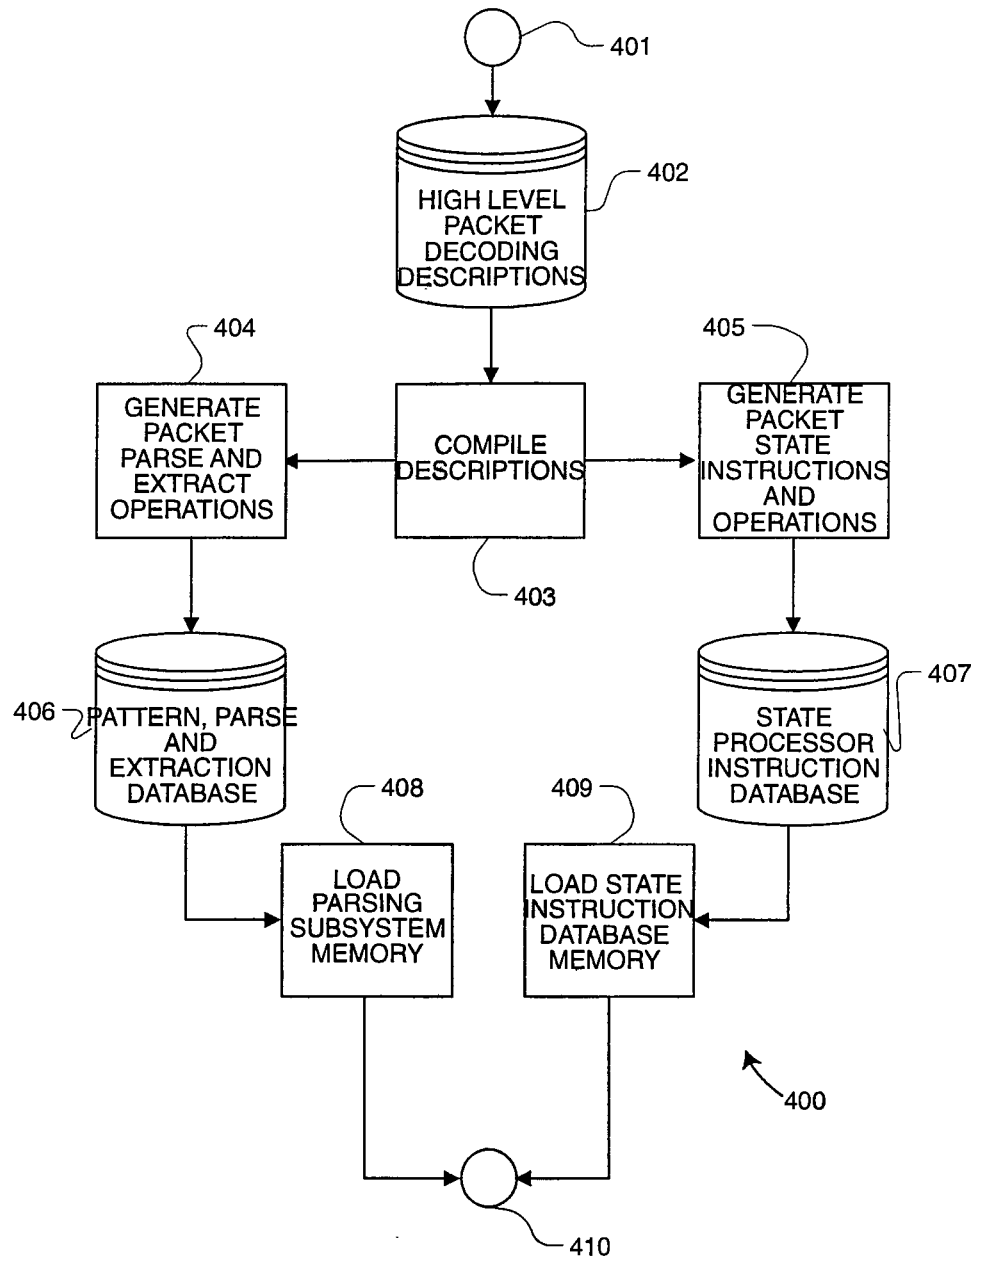 401
402
HIGH LEVEL
PACKET
DECODING
DESCRIPTIONS
404
405
GENERATE
PACKET
PARSE AND
EXTRACT
OPERATIONS
COMPILE
DESCRIPTIONS
GENERATE
PACKET
STATE
INSTRUCTIONS
AND
OPERATIONS
403
406
PATTERN, PARSE
AND
EXTRACTION
DATABASE
407
STATE
PROCESSOR
INSTRUCTION
DATABASE
408
409
LOAD
PARSING
SUBSYSTEM
MEMORY
LOAD STATE
INSTRUCTION
DATABASE
MEMORY
400
410